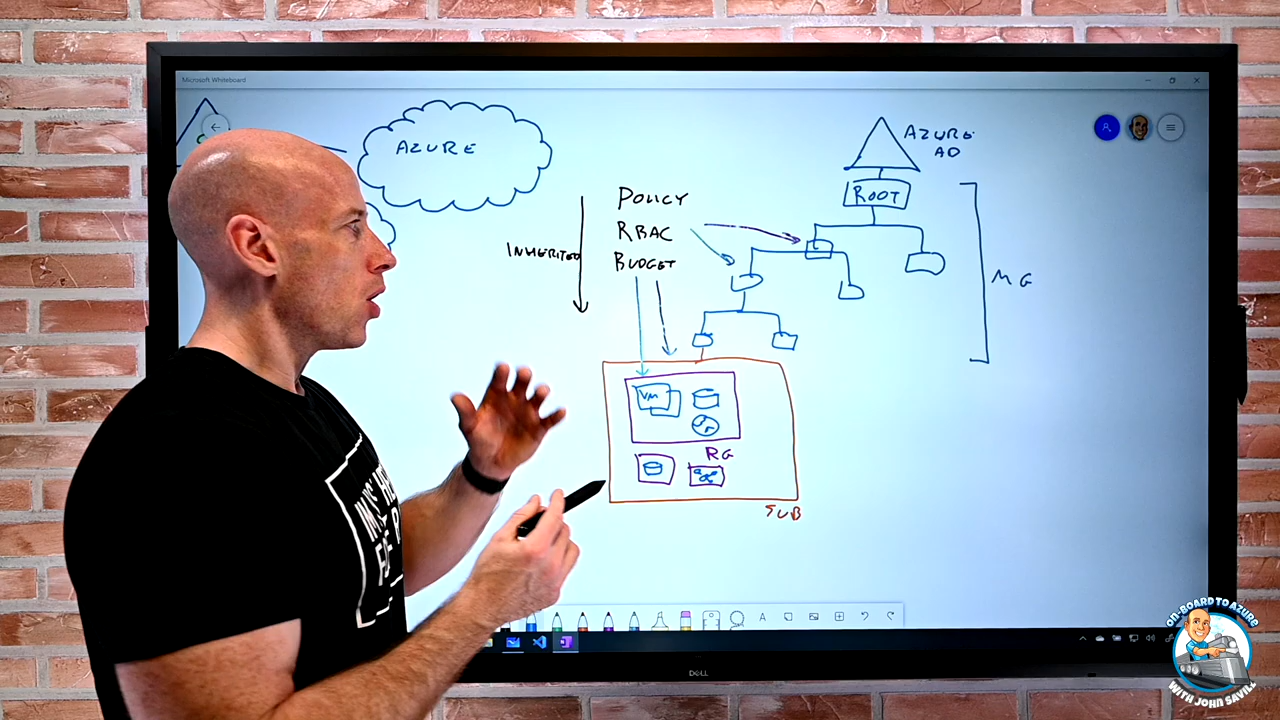 Microsoft Whiteboard
AZURE
AZURE
AD
ROOT
POLICY
RBAC
BUDGET
INHERITED
MG
VM
RG
SUB
DELL
ON-BOARD TO AZURE
WITH JOHN SAVILL